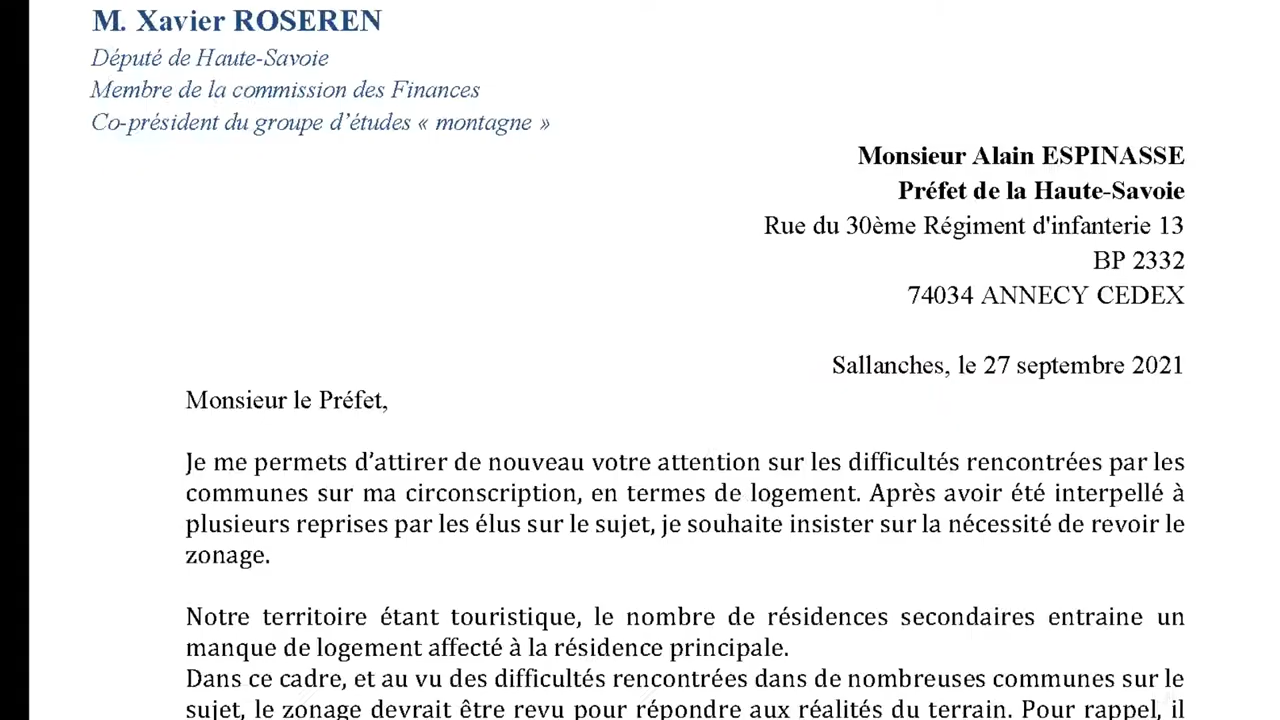 M. Xavier ROSEREN
Député de Haute-Savoie
Membre de la commission des Finances
Co-président du groupe d'études « montagne »
Monsieur Alain ESPINASSE
Préfet de la Haute-Savoie
Rue du 30ème Régiment d'infanterie 13
BP 2332
74034 ANNECY CEDEX
Sallanches, le 27 septembre 2021
Monsieur le Préfet,
Je me permets d’attirer de nouveau votre attention sur les difficultés rencontrées par les
communes sur ma circonscription, en termes de logement. Après avoir été interpellé à
plusieurs reprises par les élus sur le sujet, je souhaite insister sur la nécessité de revoir le
zonage.
Notre territoire étant touristique, le nombre de résidences secondaires entraine un
manque de logement affecté à la résidence principale.
Dans ce cadre, et au vu des difficultés rencontrées dans de nombreuses communes sur le
sujet, le zonage devrait être revu pour répondre aux réalités du terrain. Pour rappel, il